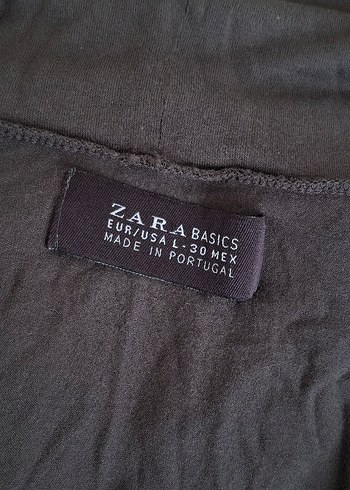 ZARA BASICS
EUR/USA L - 30 MEX
MADE IN PORTUGAL